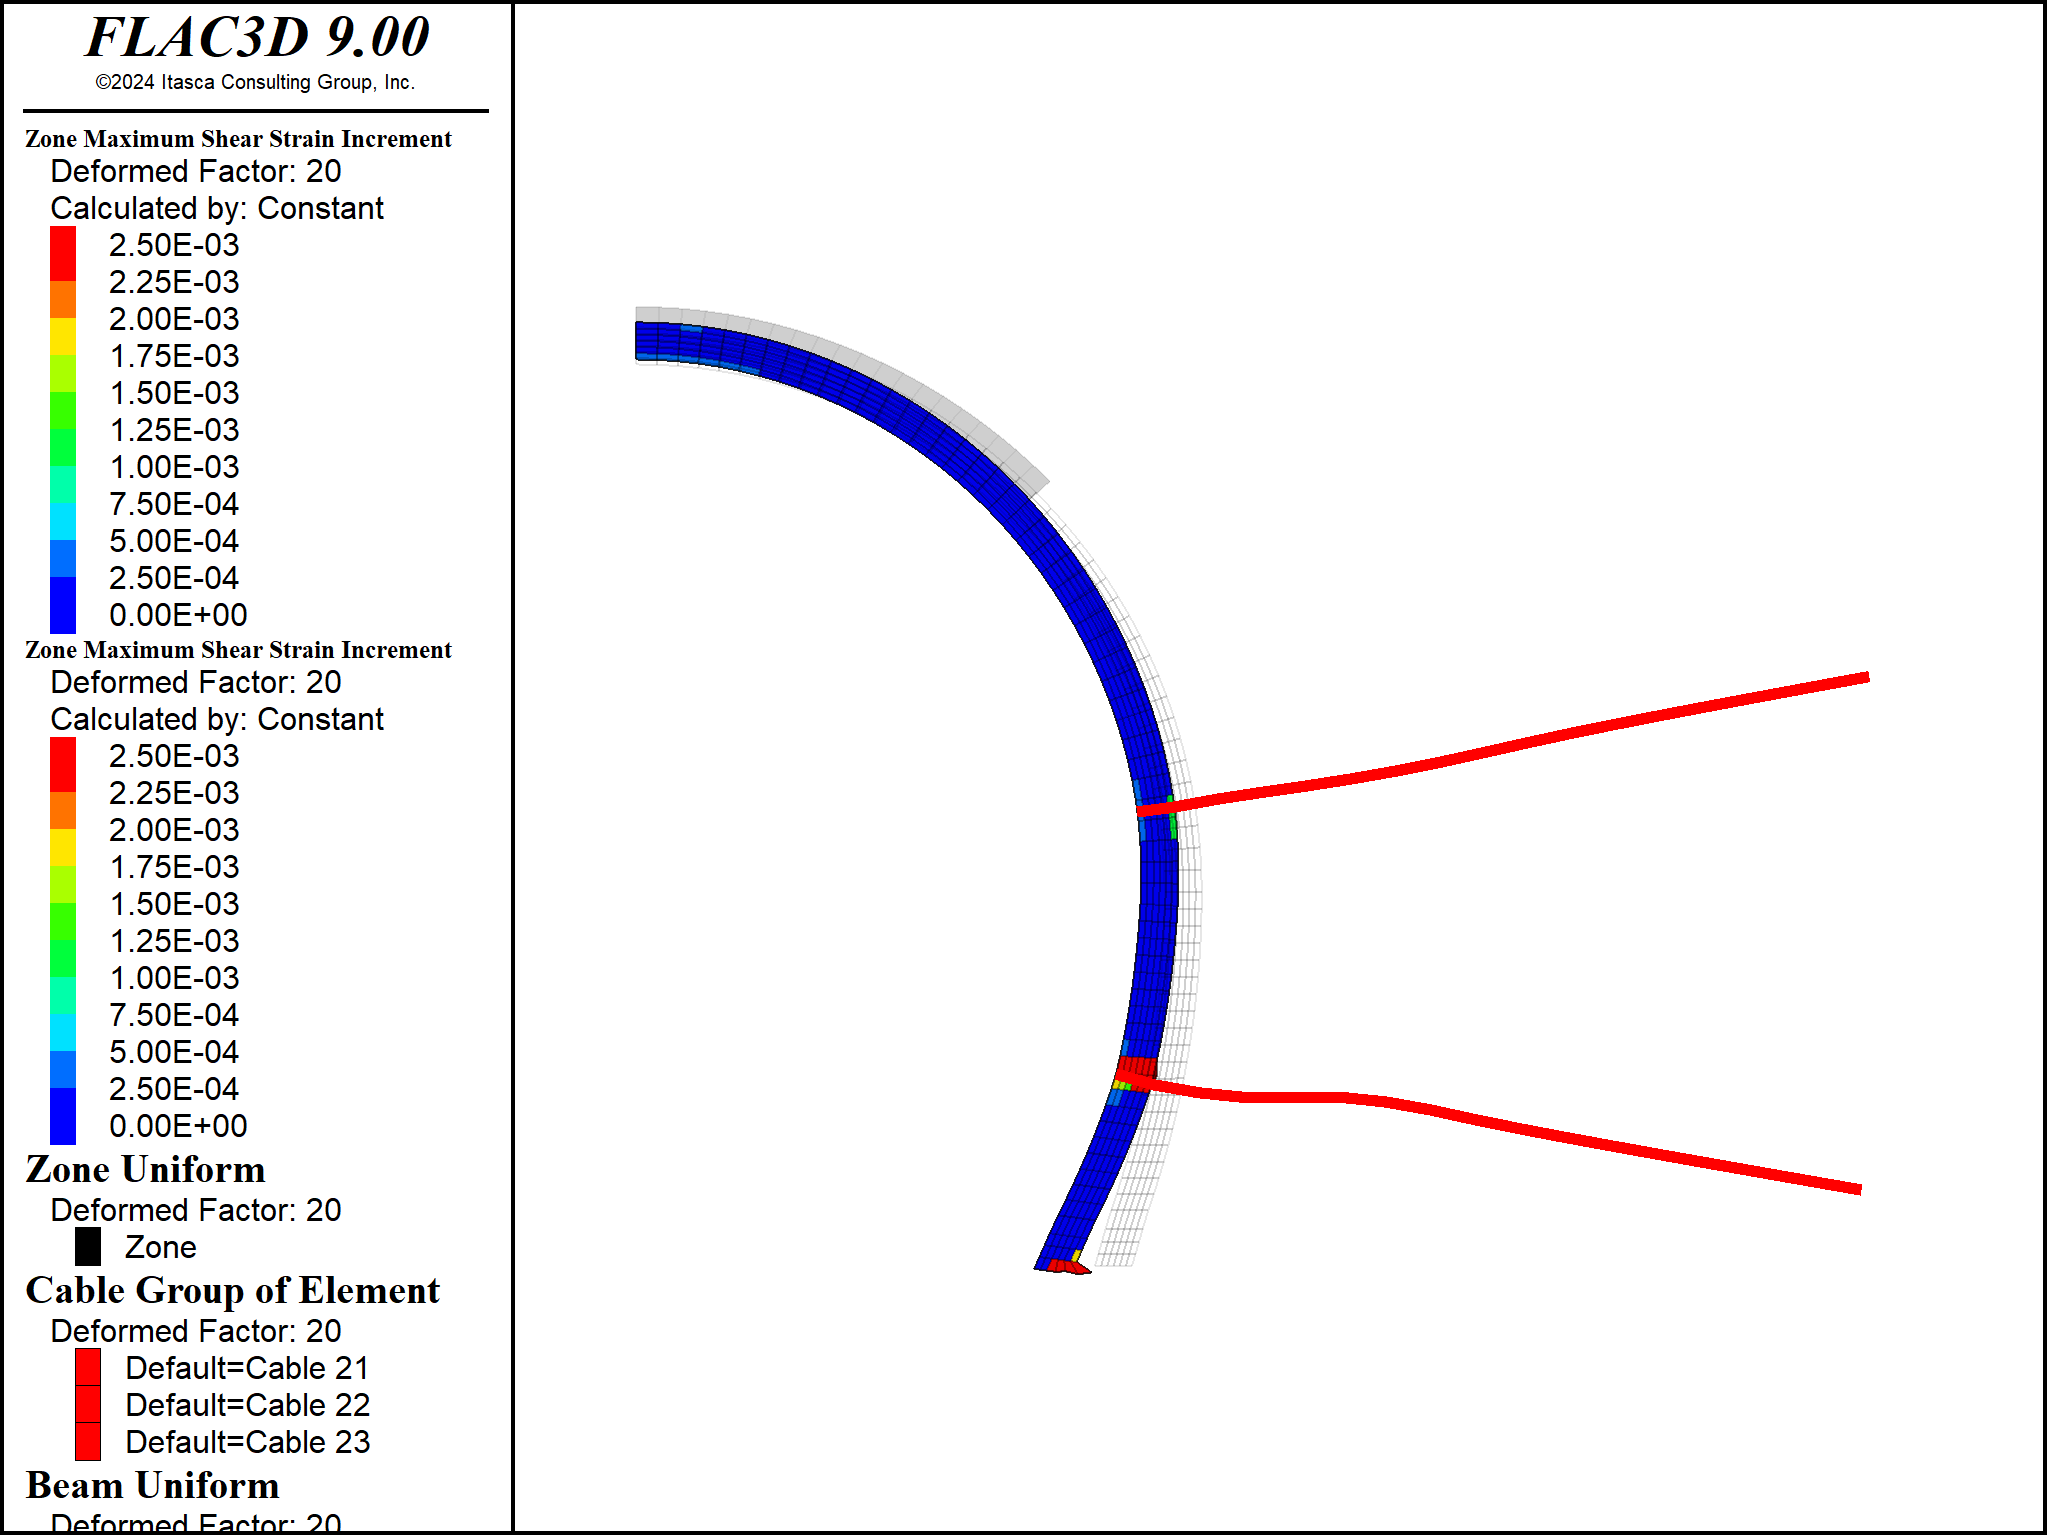 FLAC3D 9.00
©2024 Itasca Consulting Group, Inc.
Zone Maximum Shear Strain Increment
Deformed Factor: 20
Calculated by: Constant
2.50E-03
2.25E-03
2.00E-03
1.75E-03
1.50E-03
1.25E-03
1.00E-03
7.50E-04
5.00E-04
2.50E-04
0.00E+00
Zone Maximum Shear Strain Increment
Deformed Factor: 20
Calculated by: Constant
2.50E-03
2.25E-03
2.00E-03
1.75E-03
1.50E-03
1.25E-03
1.00E-03
7.50E-04
5.00E-04
2.50E-04
0.00E+00
Zone Uniform
Deformed Factor: 20
Zone
Cable Group of Element
Deformed Factor: 20
Default=Cable 21
Default=Cable 22
Default=Cable 23
Beam Uniform
Deformed Factor: 20